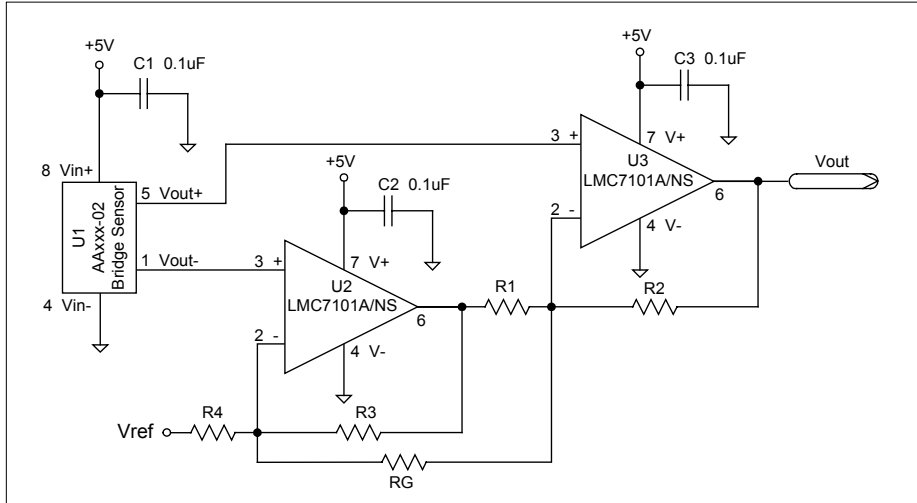 +5V
C1 0.1uF
8 Vin+
5 Vout+
U1
AAxxx-02
Bridge Sensor
1 Vout-
4 Vin-
+5V
C2 0.1uF
3 +
7 V+
U2
LMC7101A/NS
6
2 -
4 V-
+5V
C3 0.1uF
3 +
7 V+
U3
LMC7101A/NS
6
2 -
4 V-
Vout
R1
R2
Vref
R4
R3
RG